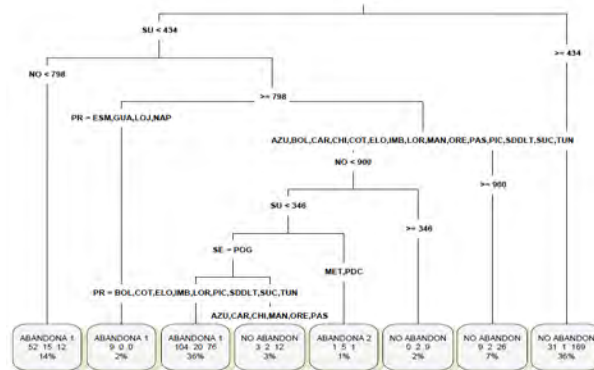 SU < 434
>= 434
NO < 798
>= 798
PR = ESM,GUA,LOJ,NAP
AZU,BOL,CAR,CHI,COT,ELO,IMB,LOR,MAN,ORE,PAS,PIC,SDDLT,SUC,TUN
NO < 900
>= 900
SU < 346
>= 346
SE = PDG
MET,PDC
PR = BOL,COT,ELO,IMB,LOR,PIC,SDDLT,SUC,TUN
AZU,CAR,CHI,MAN,ORE,PAS
ABANDONA 1
52 15 12
14%
ABANDONA 1
9 0 0
2%
ABANDONA 1
104 20 76
36%
NO ABANDON
3 2 12
3%
ABANDONA 2
1 5 1
1%
NO ABANDON
0 2 9
2%
NO ABANDON
9 2 26
7%
NO ABANDON
31 1 169
36%